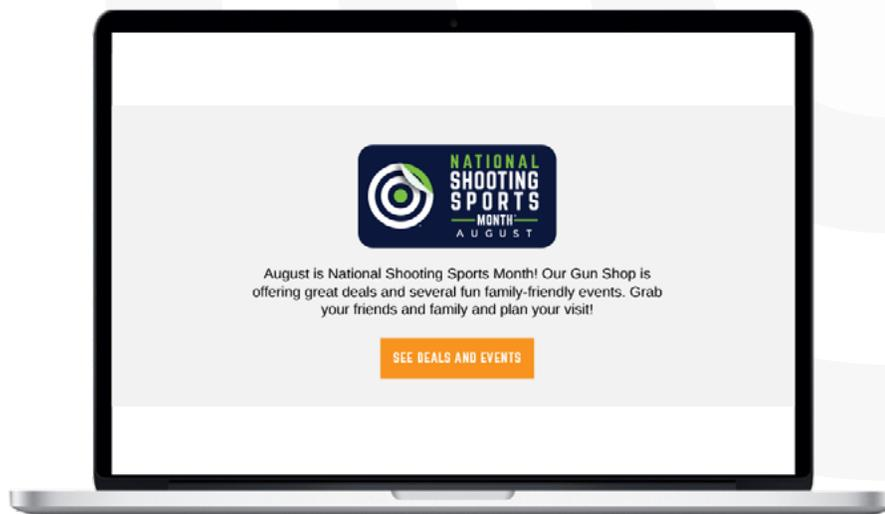 NATIONAL
SHOOTING
SPORTS
MONTH
AUGUST
August is National Shooting Sports Month! Our Gun Shop is
offering great deals and several fun family-friendly events. Grab
your friends and family and plan your visit!
SEE DEALS AND EVENTS